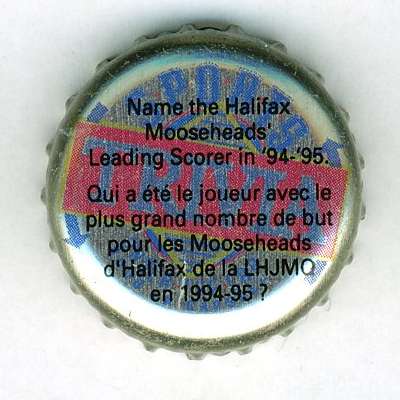 SPORTS
Name the Halifax
Mooseheads'
Leading Scorer in '94-'95.
Qui a été le joueur avec le
plus grand nombre de but
pour les Mooseheads
d'Halifax de la LHJMQ
en 1994-95 ?